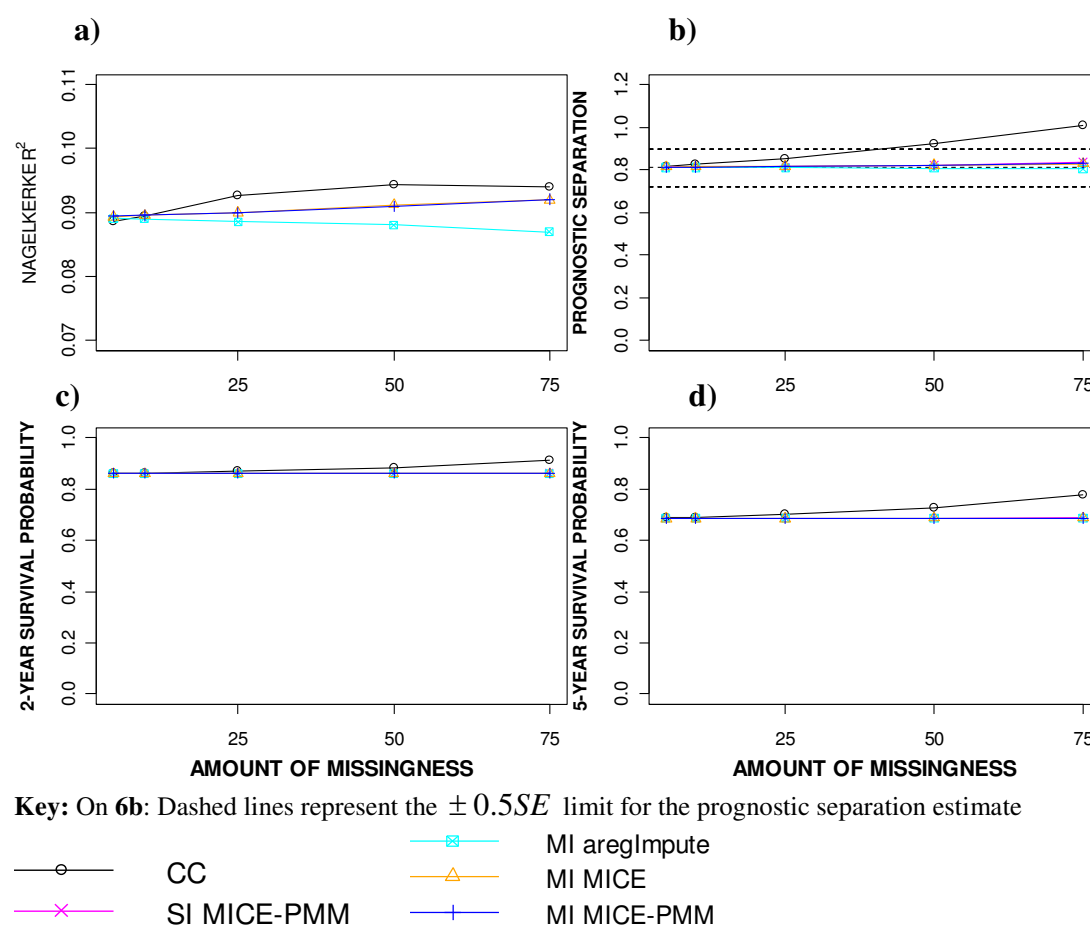 a)
NAGELKERKER²
0.07 0.08 0.09 0.10 0.11
25 50 75
b)
PROGNOSTIC SEPARATION
0.0 0.2 0.4 0.6 0.8 1.0 1.2
25 50 75
c)
2-YEAR SURVIVAL PROBABILITY
0.0 0.2 0.4 0.6 0.8 1.0
25 50 75
AMOUNT OF MISSINGNESS
d)
5-YEAR SURVIVAL PROBABILITY
0.0 0.2 0.4 0.6 0.8 1.0
25 50 75
AMOUNT OF MISSINGNESS
Key: On 6b: Dashed lines represent the ± 0.5SE limit for the prognostic separation estimate
CC
SI MICE-PMM
MI aregImpute
MI MICE
MI MICE-PMM